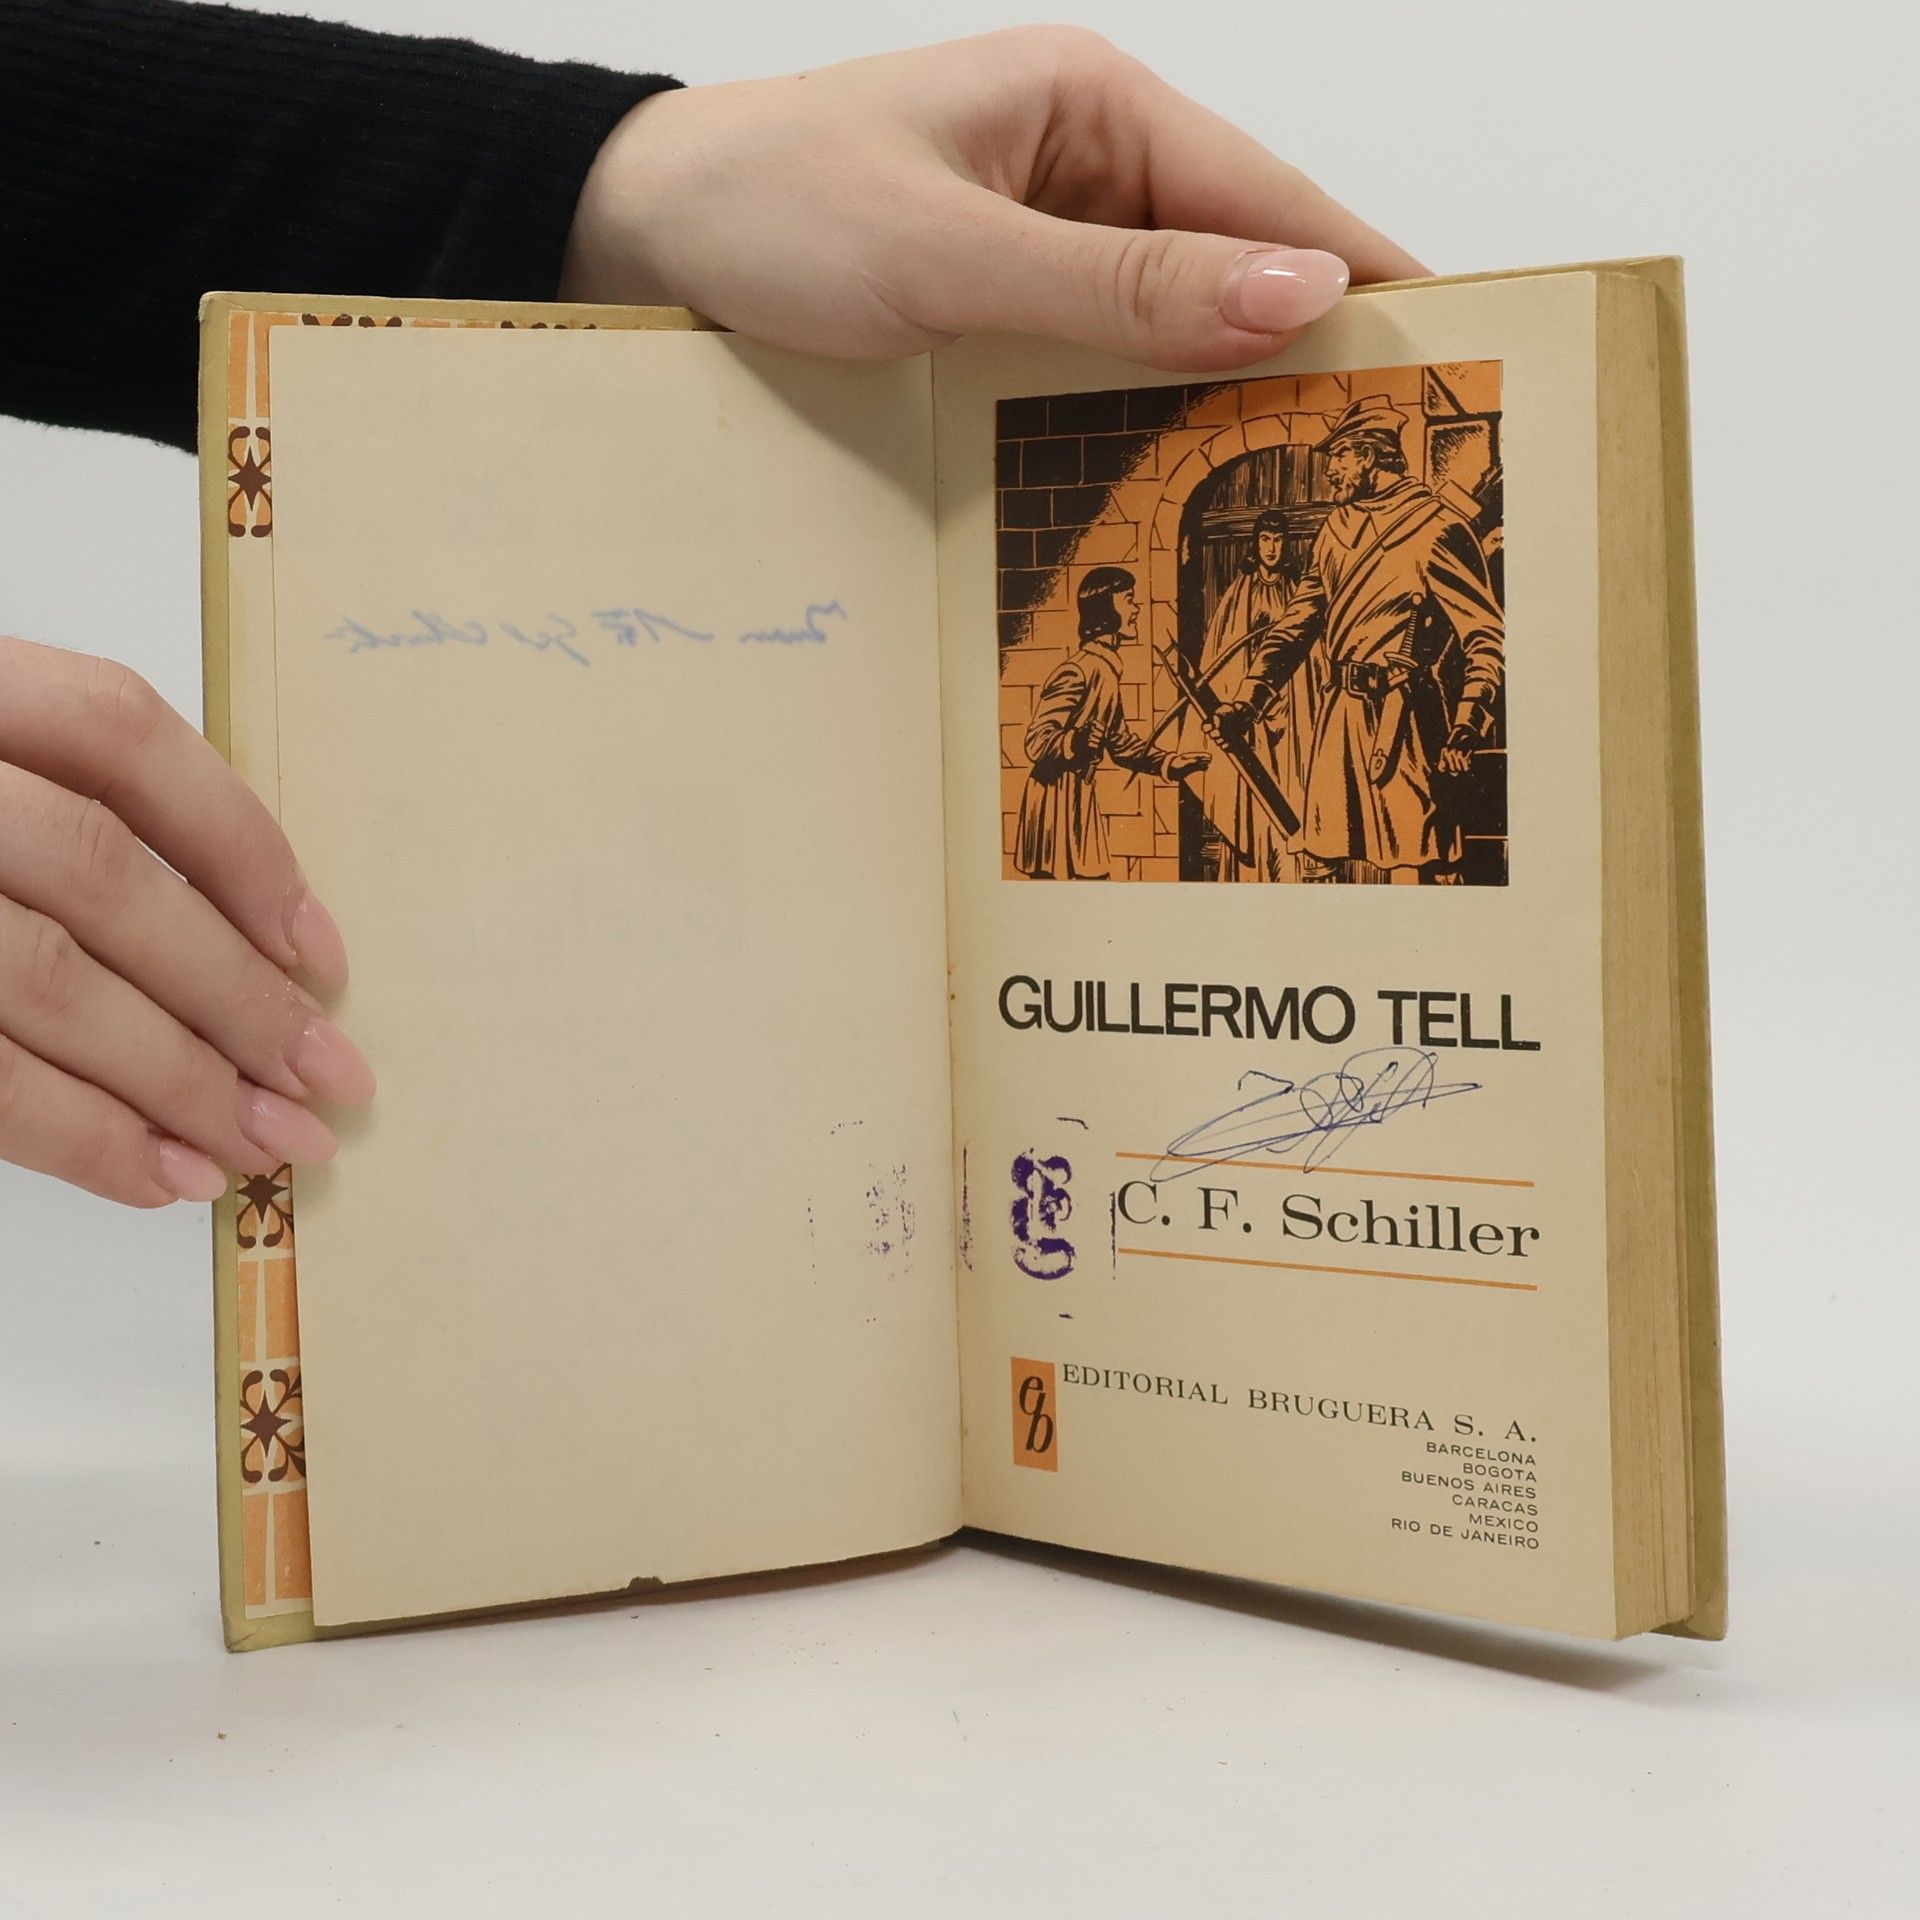 GUILLERMO TELL
C. F. Schiller
eb
EDITORIAL BRUGUERA S. A.
BARCELONA
BOGOTA
BUENOS AIRES
CARACAS
MEXICO
RIO DE JANEIRO